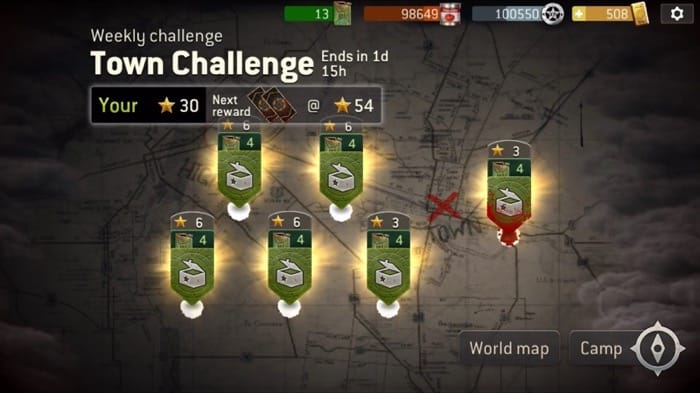 13 98649 100550 508
Weekly challenge
Town Challenge Ends in 1d 15h
Your 30 Next reward @ 54
6 6
4 4
3
4
6 6 3
4 4 4
TOWN
World map Camp